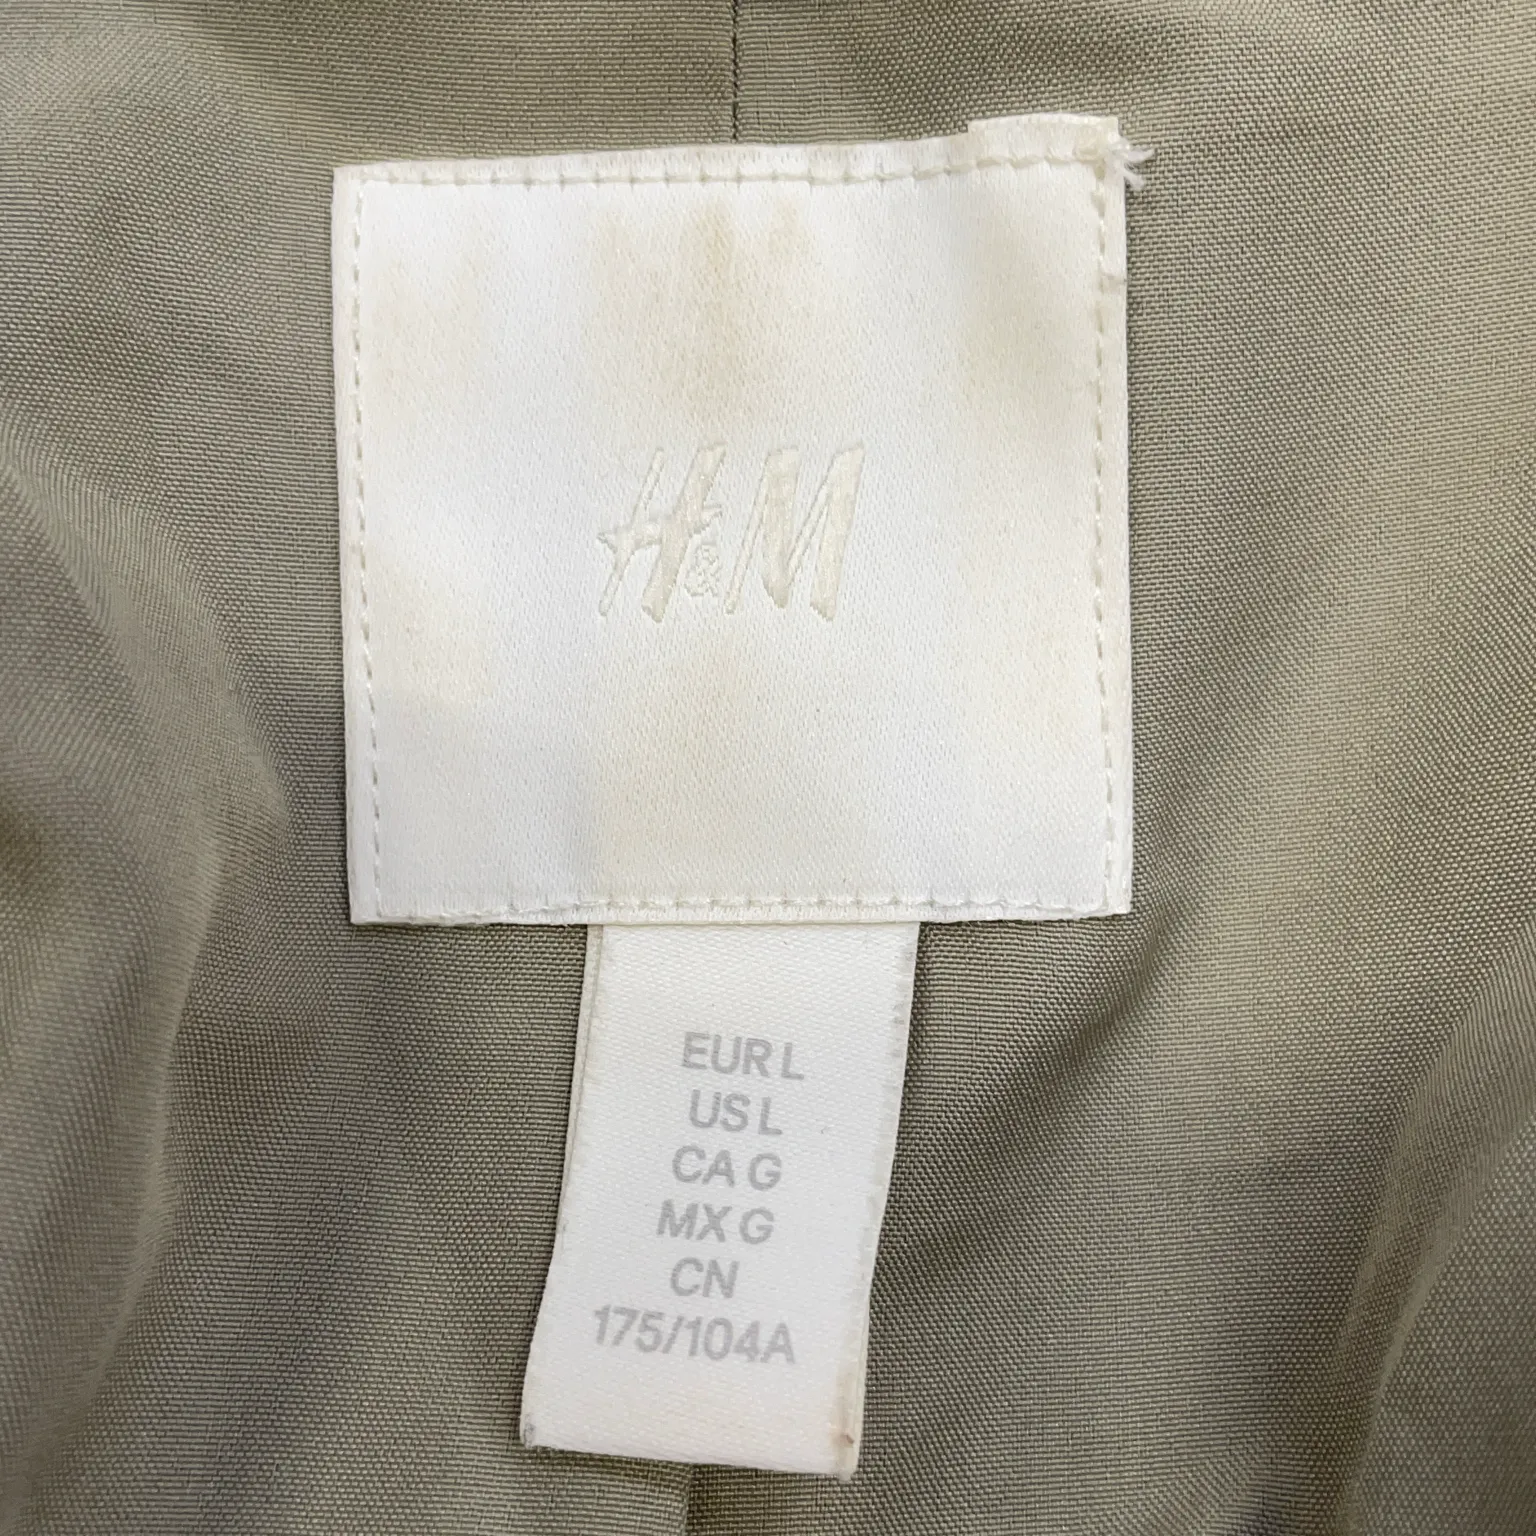 H&M
EUR L
US L
CA G
MX G
CN
175/104A